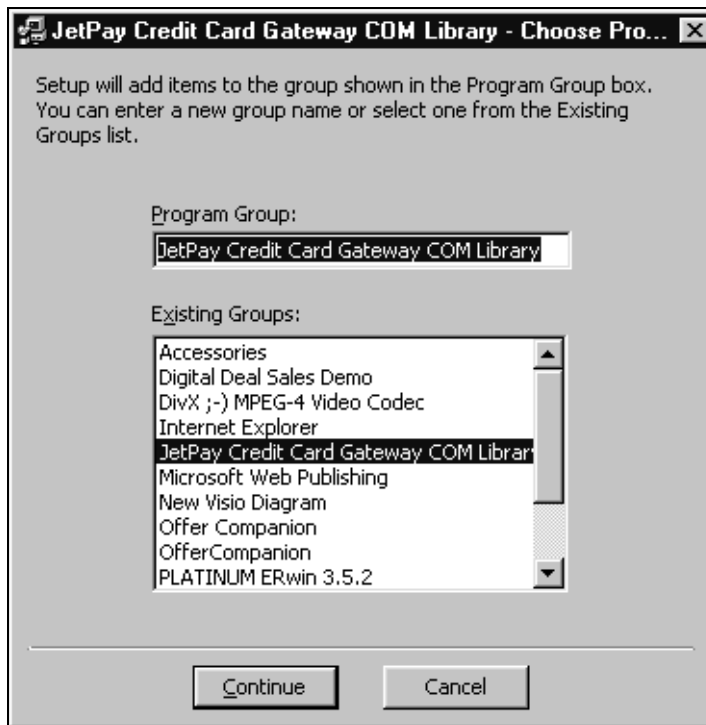 JetPay Credit Card Gateway COM Library - Choose Pro...
Setup will add items to the group shown in the Program Group box.
You can enter a new group name or select one from the Existing
Groups list.
Program Group:
JetPay Credit Card Gateway COM Library
Existing Groups:
Accessories
Digital Deal Sales Demo
DivX ;-) MPEG-4 Video Codec
Internet Explorer
JetPay Credit Card Gateway COM Library
Microsoft Web Publishing
New Visio Diagram
Offer Companion
OfferCompanion
PLATINUM ERwin 3.5.2
Continue
Cancel